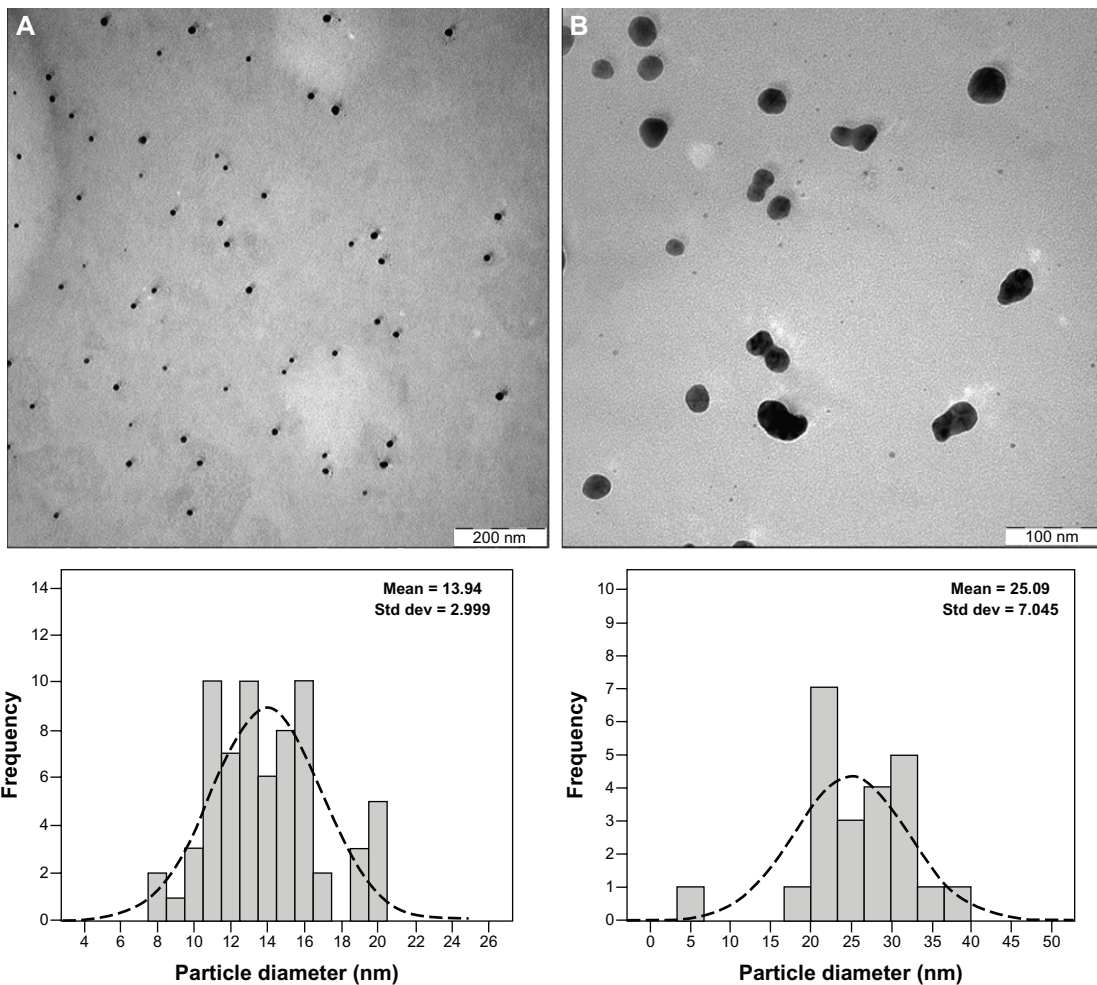 A
200 nm
B
100 nm
Mean = 13.94
Std dev = 2.999
Frequency
14
12
10
8
6
4
2
0
4 6 8 10 12 14 16 18 20 22 24 26
Particle diameter (nm)
Mean = 25.09
Std dev = 7.045
Frequency
10
9
8
7
6
5
4
3
2
1
0
0 5 10 15 20 25 30 35 40 45 50
Particle diameter (nm)